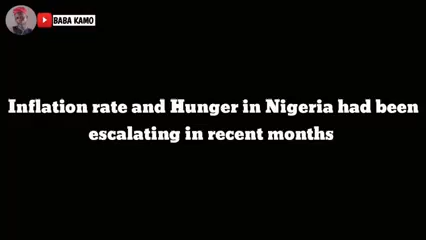 BABA KAMO
Inflation rate and Hunger in Nigeria had been
escalating in recent months